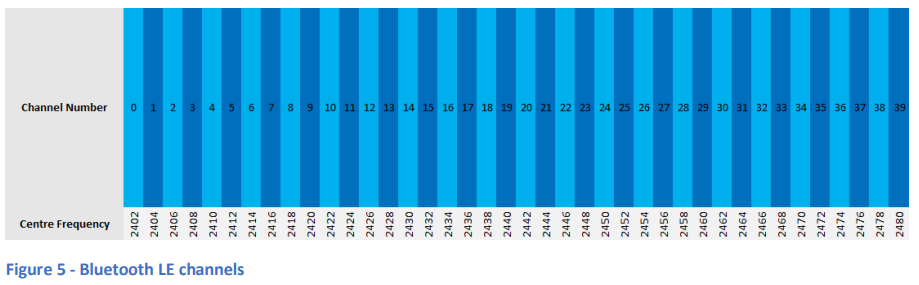 Channel Number 0 1 2 3 4 5 6 7 8 9 10 11 12 13 14 15 16 17 18 19 20 21 22 23 24 25 26 27 28 29 30 31 32 33 34 35 36 37 38 39
Centre Frequency 2402 2404 2406 2408 2410 2412 2414 2416 2418 2420 2422 2424 2426 2428 2430 2432 2434 2436 2438 2440 2442 2444 2446 2448 2450 2452 2454 2456 2458 2460 2462 2464 2466 2468 2470 2472 2474 2476 2478 2480
Figure 5 - Bluetooth LE channels